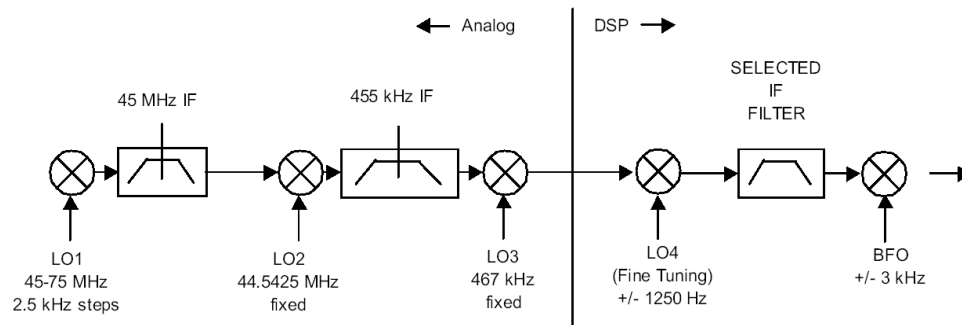 Analog
DSP
SELECTED
IF
FILTER
45 MHz IF
455 kHz IF
LO1
45-75 MHz
2.5 kHz steps
LO2
44.5425 MHz
fixed
LO3
467 kHz
fixed
LO4
(Fine Tuning)
+/- 1250 Hz
BFO
+/- 3 kHz